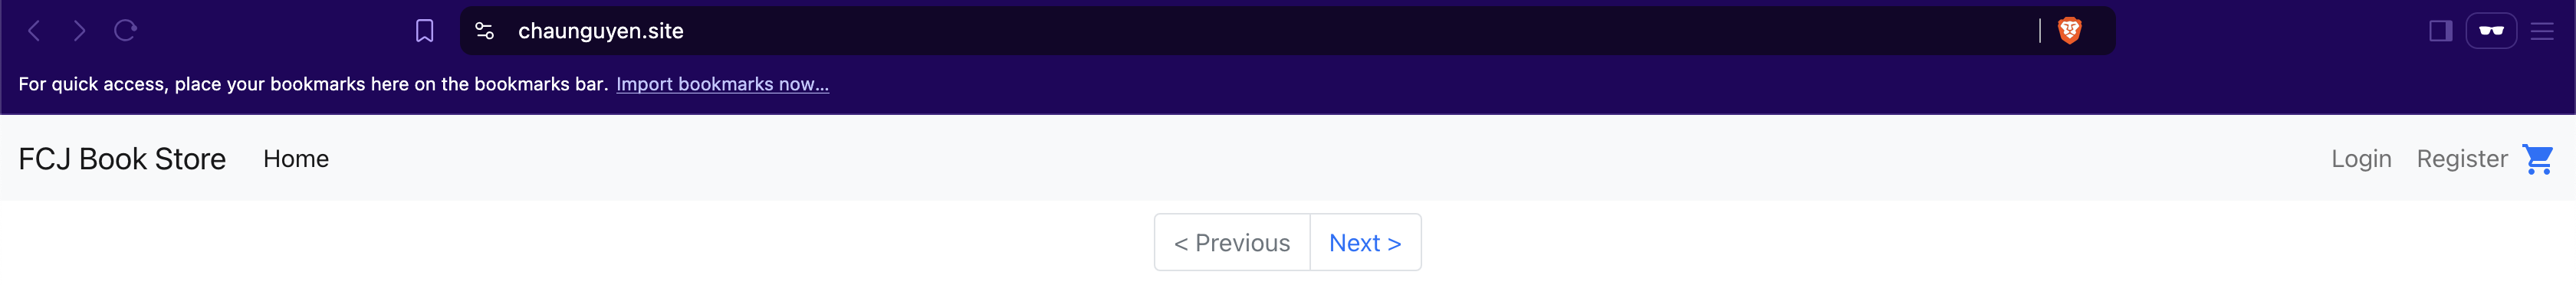 chaunguyen.site
For quick access, place your bookmarks here on the bookmarks bar. Import bookmarks now...
FCJ Book Store Home Login Register
< Previous Next >